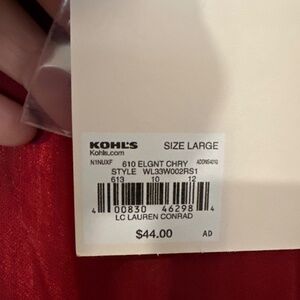 KOHL'S SIZE LARGE
Kohls.com
N1NUXF 610 ELGNT CHRY
STYLE WL33W002RS1
613 10 12
4 00830 46298 4
LC LAUREN CONRAD
$44.00 AD